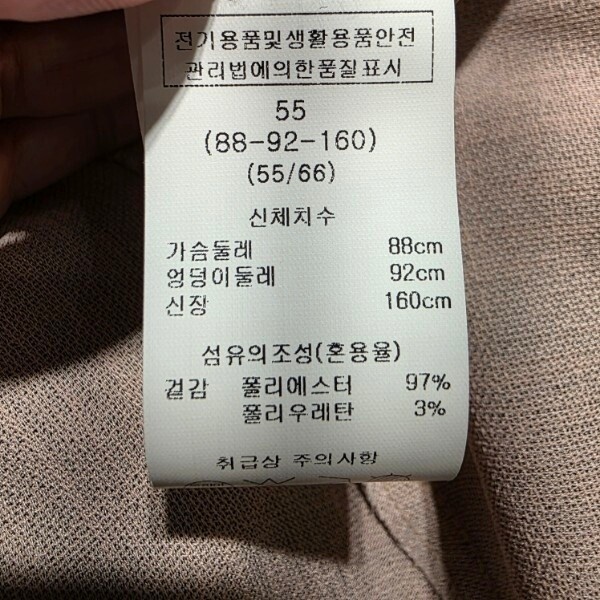 전기용품및생활용품안전
관리법에의한품질표시
55
(88-92-160)
(55/66)
신체치수
가슴둘레 88cm
엉덩이둘레 92cm
신장 160cm
섬유의조성(혼용율)
겉감 폴리에스터 97%
폴리우레탄 3%
취급상 주의사항